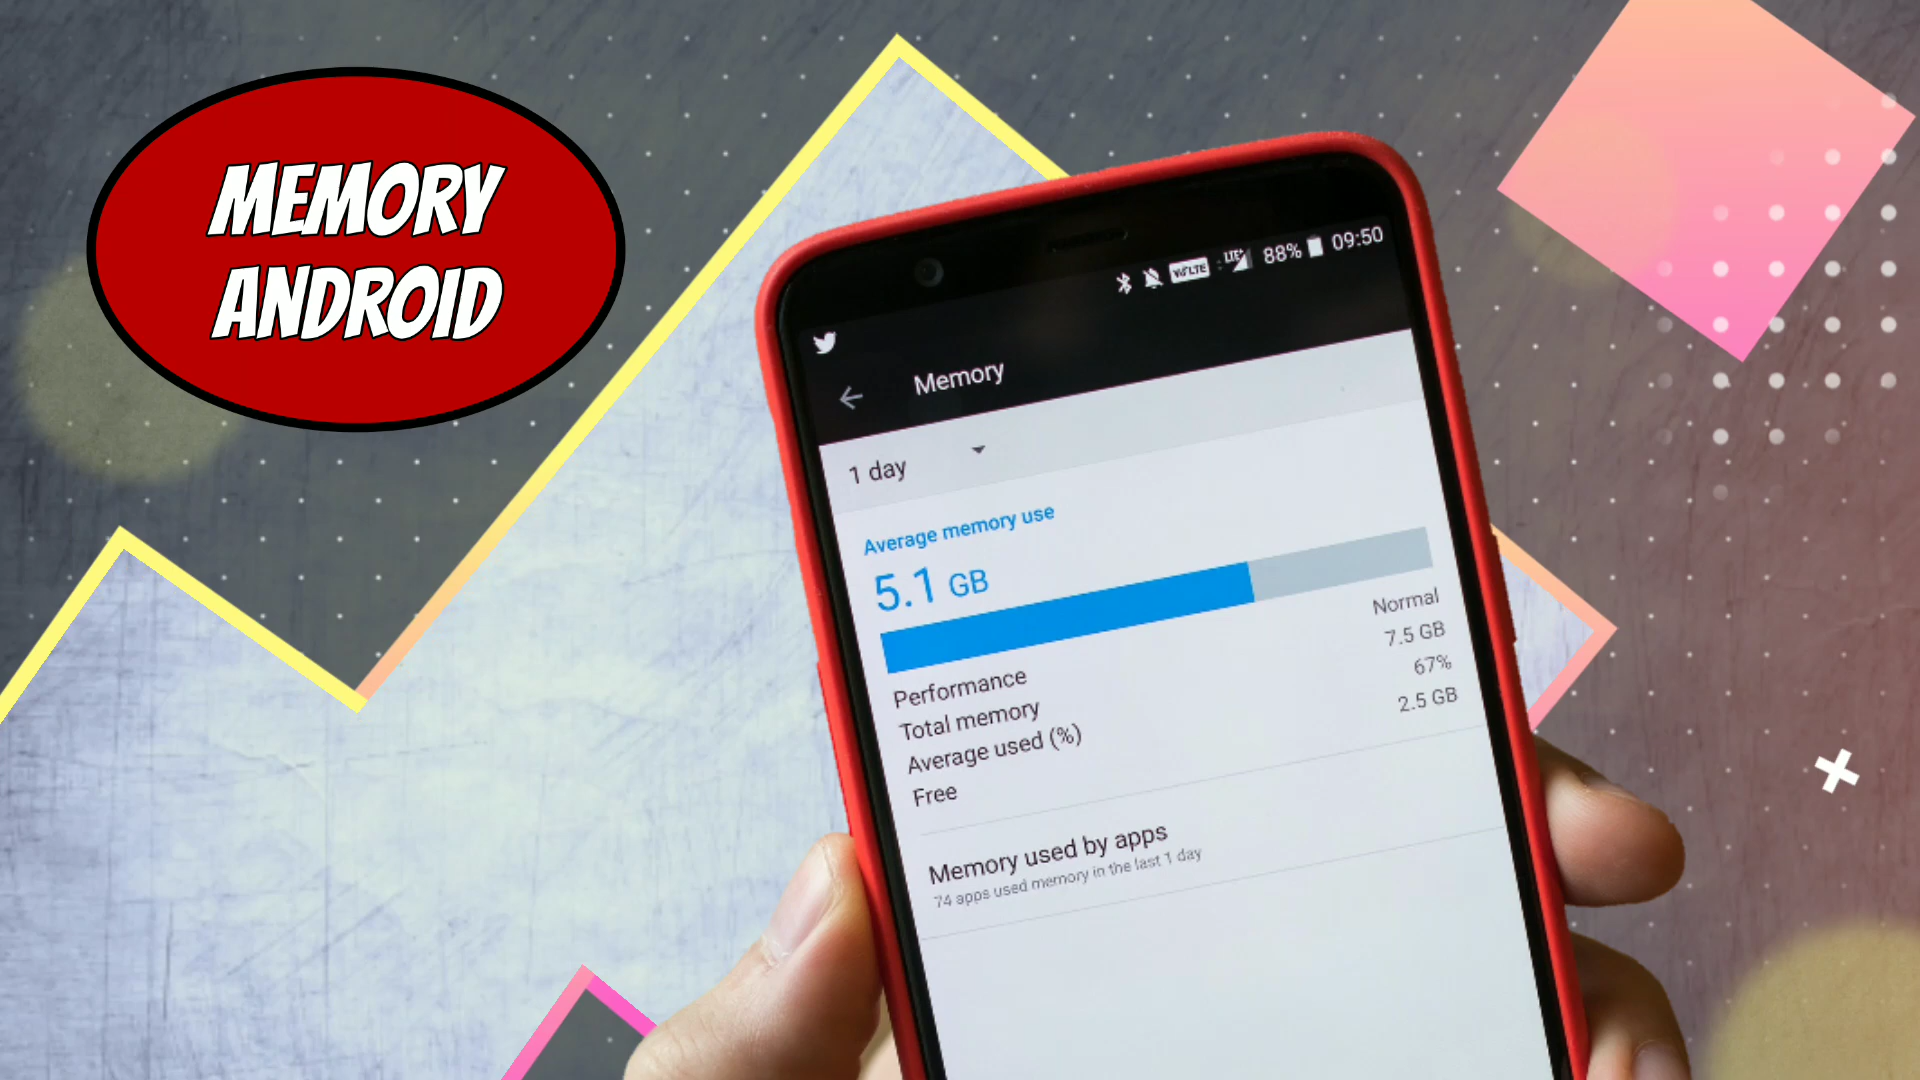 MEMORY
ANDROID
VoLTE LTE+ 88% 09:50
Memory
1 day
Average memory use
5.1 GB
Performance Normal
Total memory 7.5 GB
Average used (%) 67%
Free 2.5 GB
Memory used by apps
74 apps used memory in the last 1 day